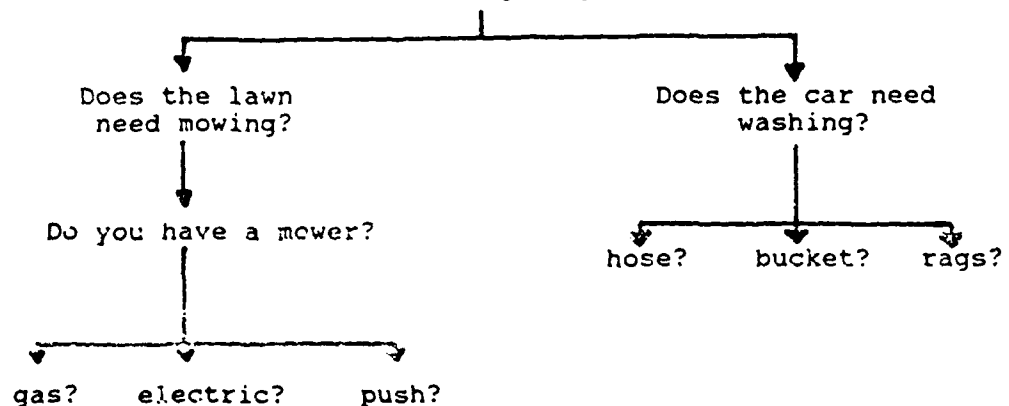 Does the lawn
need mowing?
Does the car need
washing?
Do you have a mower?
hose? bucket? rags?
gas? electric? push?